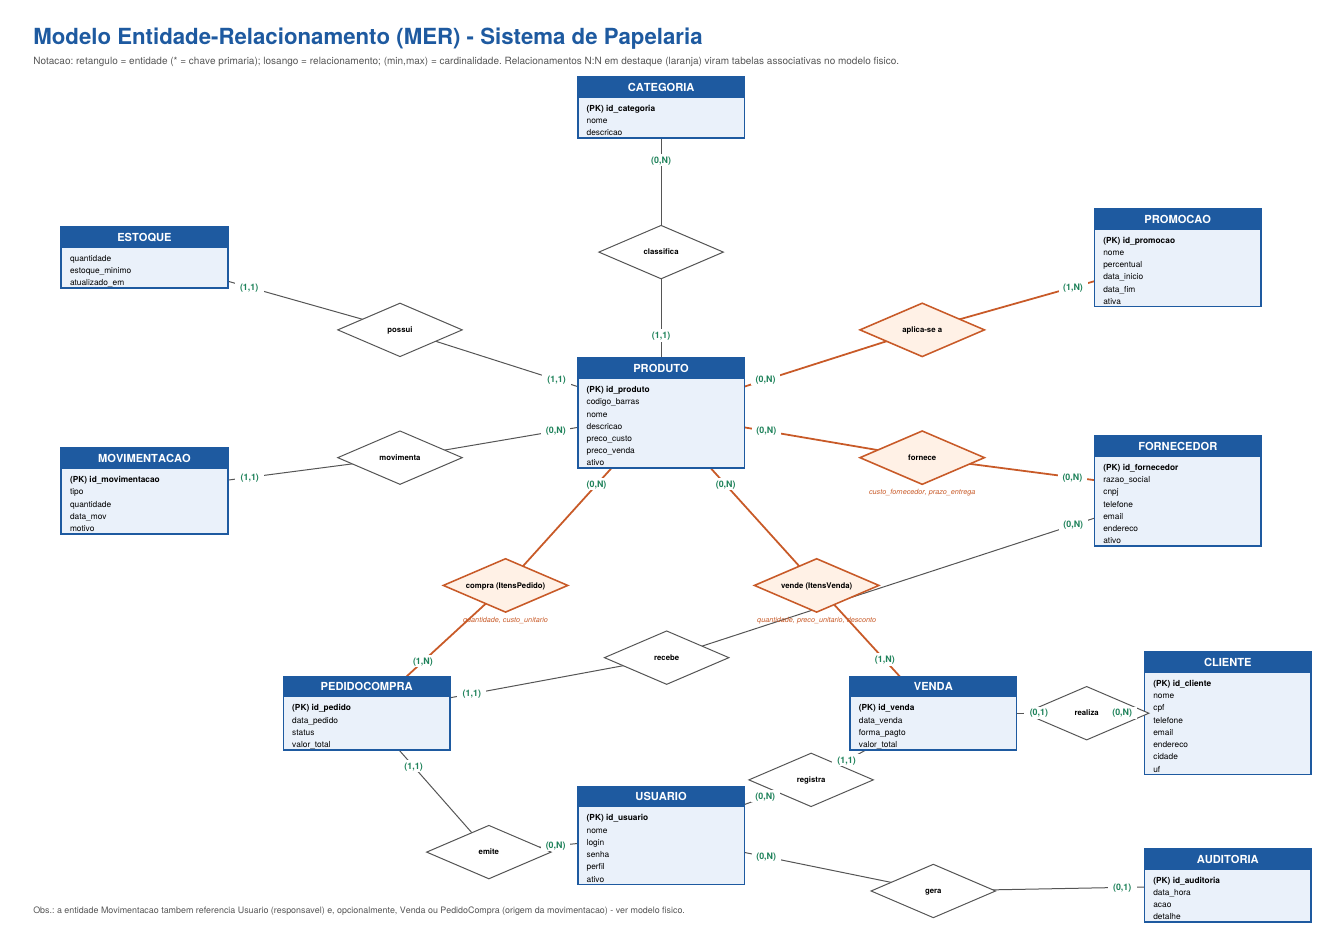 Modelo Entidade-Relacionamento (MER) - Sistema de Papelaria
Notacao: retangulo = entidade (* = chave primaria); losango = relacionamento; (min,max) = cardinalidade. Relacionamentos N:N em destaque (laranja) viram tabelas associativas no modelo fisico.
CATEGORIA
(PK) id_categoria
nome
descricao
(0,N)
classifica
(1,1)
ESTOQUE
quantidade
estoque_minimo
atualizado_em
(1,1)
possui
(1,1)
PROMOCAO
(PK) id_promocao
nome
percentual
data_inicio
data_fim
ativa
(1,N)
aplica-se a
(0,N)
PRODUTO
(PK) id_produto
codigo_barras
nome
descricao
preco_custo
preco_venda
ativo
MOVIMENTACAO
(PK) id_movimentacao
tipo
quantidade
data_mov
motivo
(1,1)
movimenta
(0,N)
(0,N)
fornece
custo_fornecedor, prazo_entrega
(0,N)
FORNECEDOR
(PK) id_fornecedor
razao_social
cnpj
telefone
email
endereco
ativo
(0,N)
(0,N)
(0,N)
compra (ItensPedido)
quantidade, custo_unitario
(1,N)
vende (ItensVenda)
quantidade, preco_unitario, desconto
(1,N)
recebe
(1,1)
PEDIDOCOMPRA
(PK) id_pedido
data_pedido
status
valor_total
(1,1)
VENDA
(PK) id_venda
data_venda
forma_pagto
valor_total
(0,1)
realiza
(0,N)
CLIENTE
(PK) id_cliente
nome
cpf
telefone
email
endereco
cidade
uf
(1,1)
registra
(0,N)
USUARIO
(PK) id_usuario
nome
login
senha
perfil
ativo
emite
(0,N)
(0,N)
gera
(0,1)
AUDITORIA
(PK) id_auditoria
data_hora
acao
detalhe
Obs.: a entidade Movimentacao tambem referencia Usuario (responsavel) e, opcionalmente, Venda ou PedidoCompra (origem da movimentacao) - ver modelo fisico.